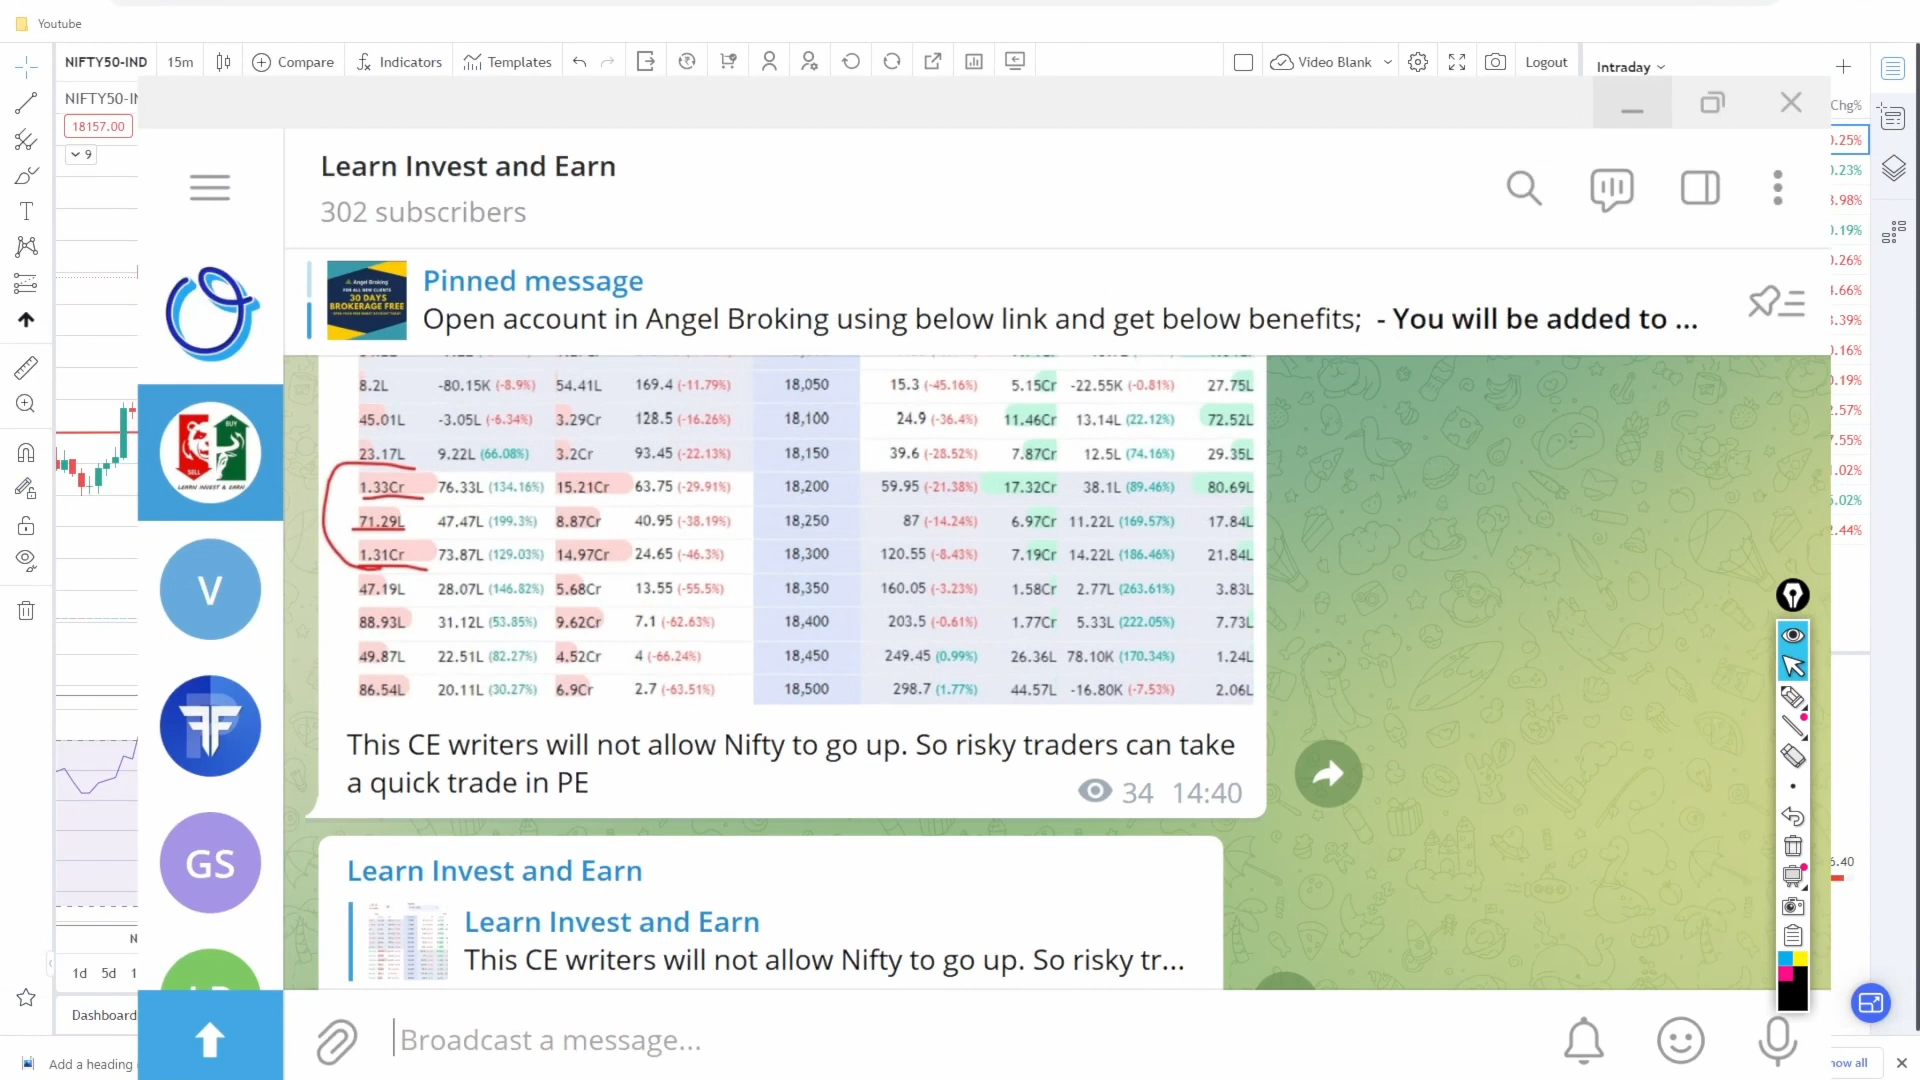 Youtube
NIFTY50-IND 15m Compare Indicators Templates Video Blank Logout Intraday
Chg%
18157.00
9
Learn Invest and Earn
302 subscribers
Angel Broking
FOR ALL NEW CLIENTS
30 DAYS
BROKERAGE FREE
Pinned message
Open account in Angel Broking using below link and get below benefits; - You will be added to ...
8.2L -80.15K (-8.9%) 54.41L 169.4 (-11.79%) 18,050 15.3 (-45.16%) 5.15Cr -22.55K (-0.81%) 27.75L
45.01L -3.05L (-6.34%) 3.29Cr 128.5 (-16.26%) 18,100 24.9 (-36.4%) 11.46Cr 13.14L (22.12%) 72.52L
23.17L 9.22L (66.08%) 3.2Cr 93.45 (-22.13%) 18,150 39.6 (-28.52%) 7.87Cr 12.5L (74.16%) 29.35L
1.33Cr 76.33L (134.16%) 15.21Cr 63.75 (-29.91%) 18,200 59.95 (-21.38%) 17.32Cr 38.1L (89.46%) 80.69L
71.29L 47.47L (199.3%) 8.87Cr 40.95 (-38.19%) 18,250 87 (-14.24%) 6.97Cr 11.22L (169.57%) 17.84L
1.31Cr 73.87L (129.03%) 14.97Cr 24.65 (-46.3%) 18,300 120.55 (-8.43%) 7.19Cr 14.22L (186.46%) 21.84L
47.19L 28.07L (146.82%) 5.68Cr 13.55 (-55.5%) 18,350 160.05 (-3.23%) 1.58Cr 2.77L (263.61%) 3.83L
88.93L 31.12L (53.85%) 9.62Cr 7.1 (-62.63%) 18,400 203.5 (-0.61%) 1.77Cr 5.33L (222.05%) 7.73L
49.87L 22.51L (82.27%) 4.52Cr 4 (-66.24%) 18,450 249.45 (0.99%) 26.36L 78.10K (170.34%) 1.24L
86.54L 20.11L (30.27%) 6.9Cr 2.7 (-63.51%) 18,500 298.7 (1.77%) 44.57L -16.80K (-7.53%) 2.06L
This CE writers will not allow Nifty to go up. So risky traders can take
a quick trade in PE
34 14:40
BUY
SELL
LEARN INVEST & EARN
V
GS
Learn Invest and Earn
Learn Invest and Earn
This CE writers will not allow Nifty to go up. So risky tr...
Broadcast a message...
1d 5d
Dashboard
Add a heading